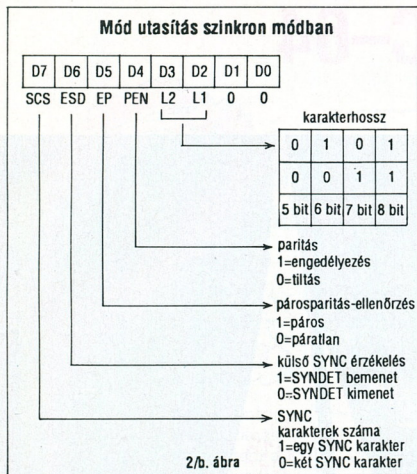 Mód utasítás szinkron módban
D7 D6 D5 D4 D3 D2 D1 D0
SCS ESD EP PEN L2 L1 0 0
karakterhossz
0 1 0 1
0 0 1 1
5 bit 6 bit 7 bit 8 bit
paritás
1=engedélyezés
0=tiltás
párosparitás-ellenőrzés
1=páros
0=páratlan
külső SYNC érzékelés
1=SYNDET bemenet
0=SYNDET kimenet
SYNC
karakterek száma
1=egy SYNC karakter
0=két SYNC karakter
2/b. ábra